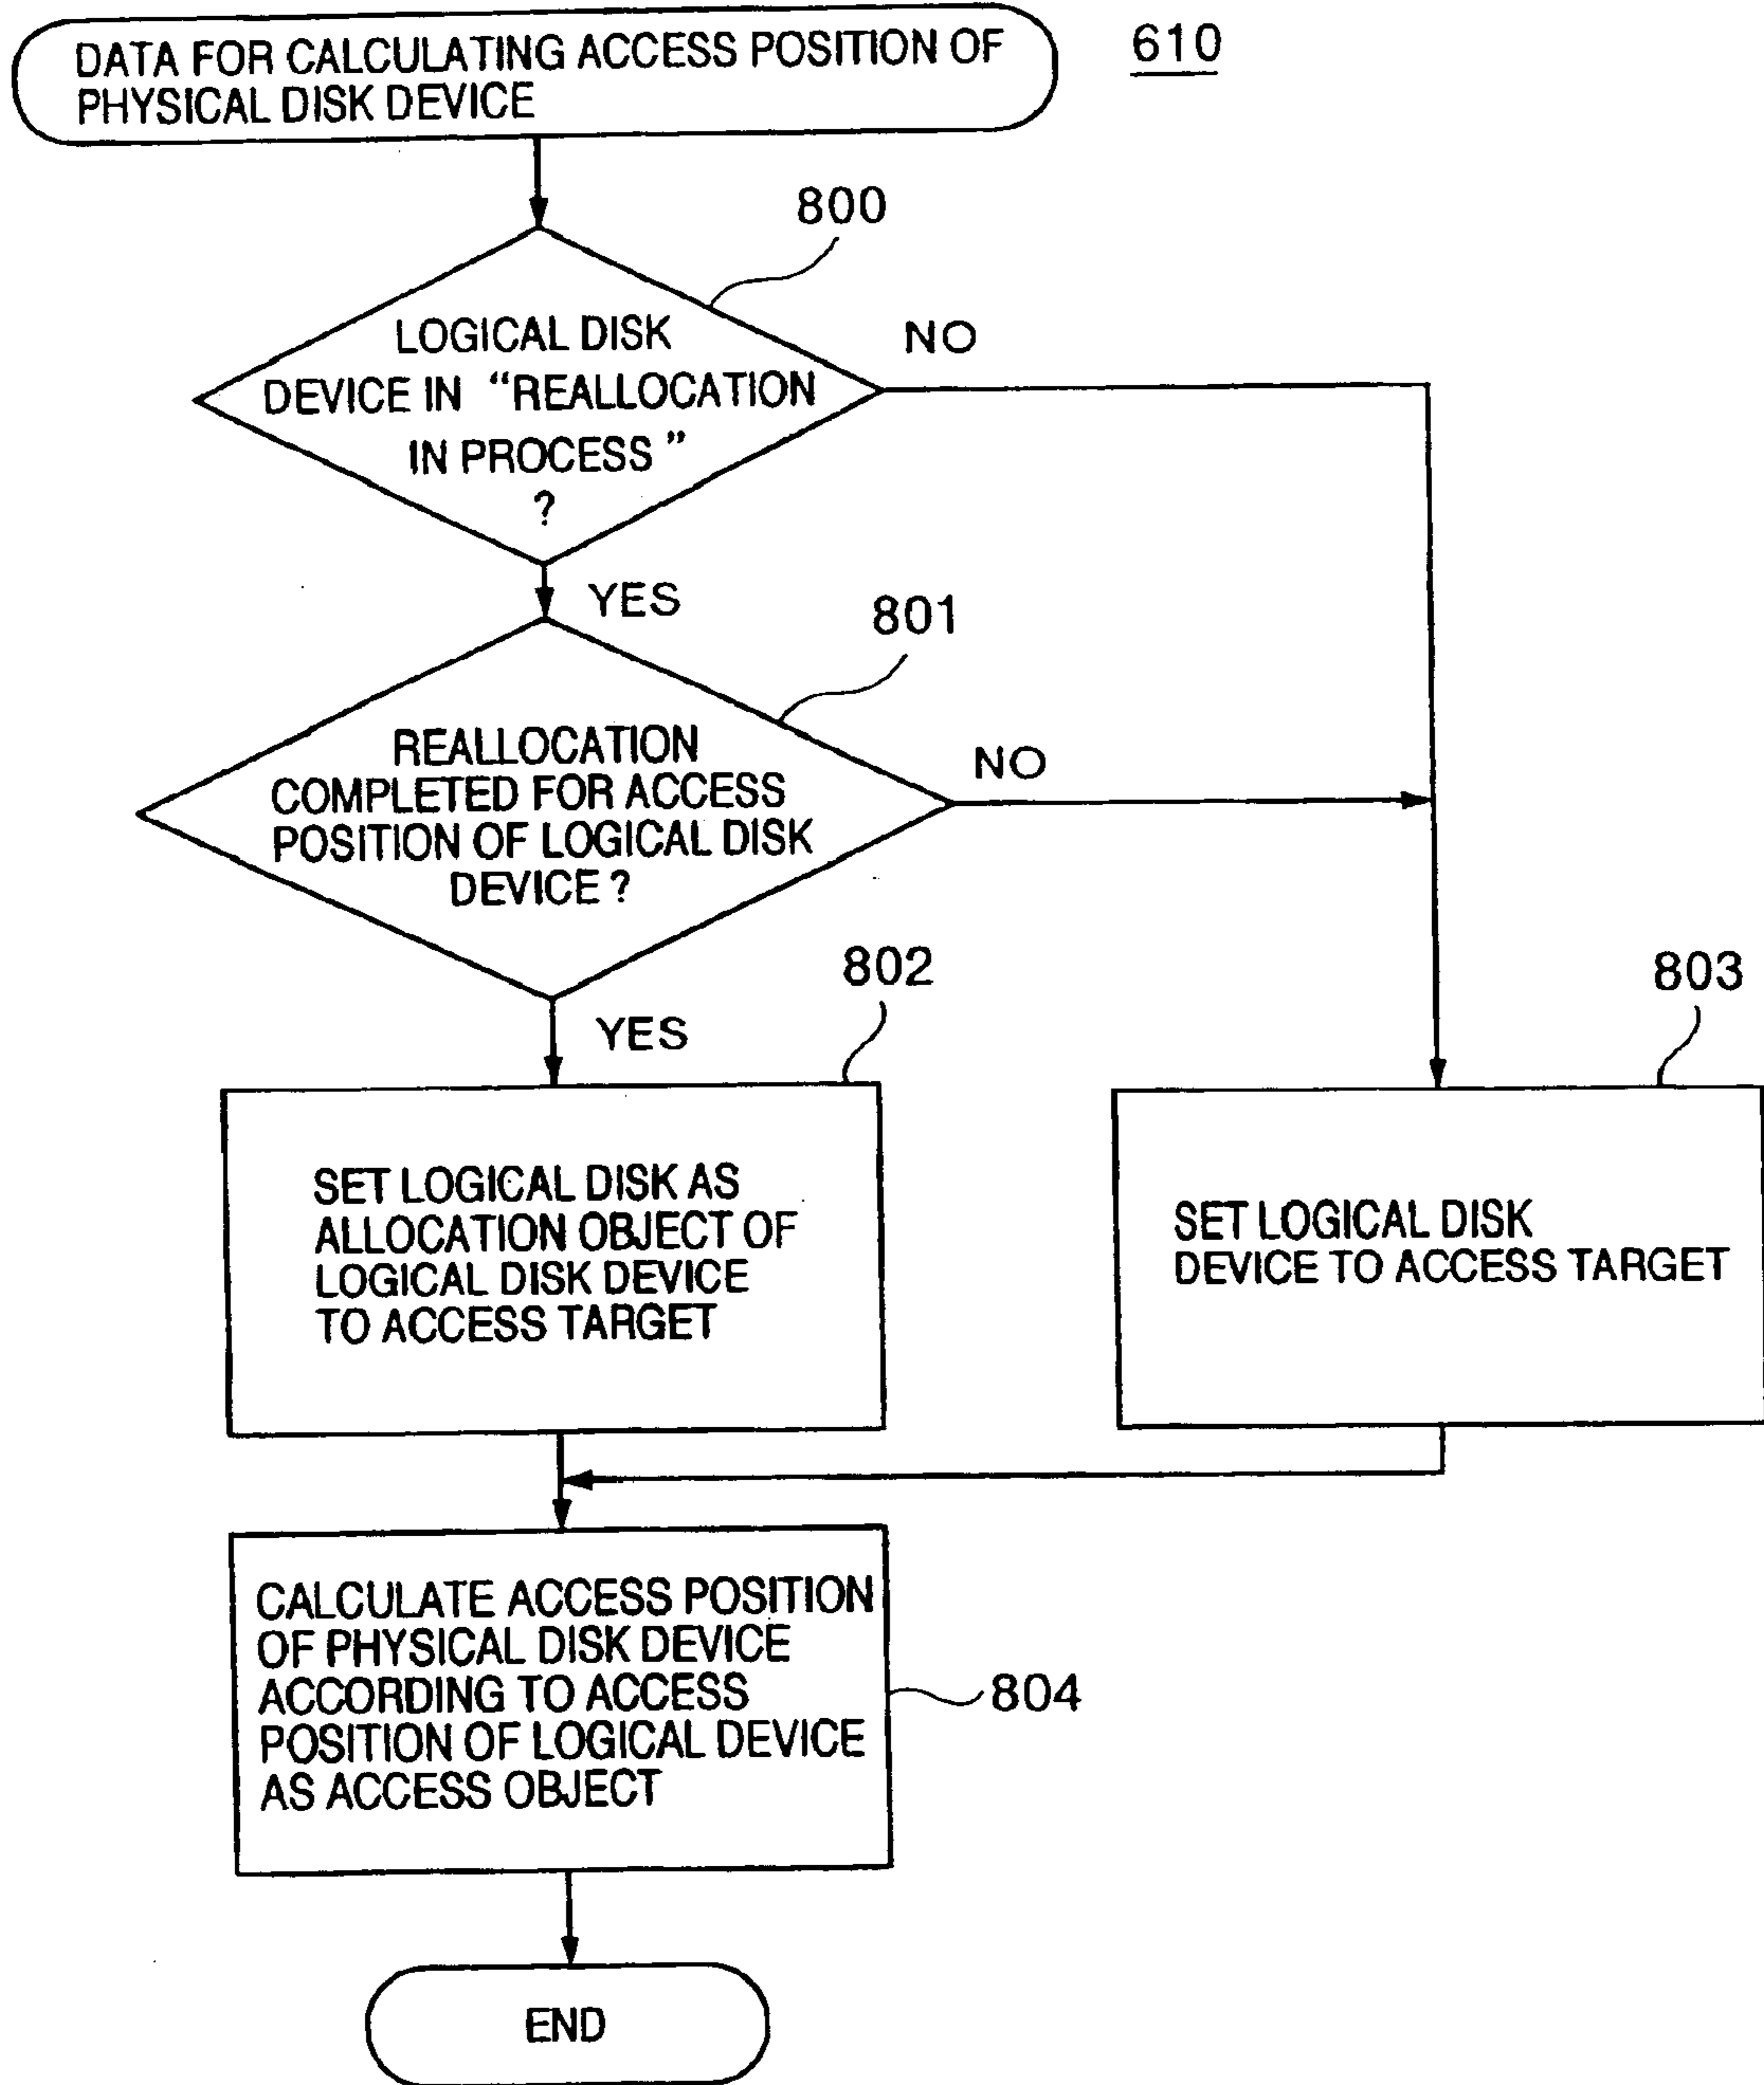 DATA FOR CALCULATING ACCESS POSITION OF
PHYSICAL DISK DEVICE
610
800
LOGICAL DISK
DEVICE IN “REALLOCATION
IN PROCESS”
?
NO
YES
801
REALLOCATION
COMPLETED FOR ACCESS
POSITION OF LOGICAL DISK
DEVICE?
NO
YES
802
803
SET LOGICAL DISK AS
ALLOCATION OBJECT OF
LOGICAL DISK DEVICE
TO ACCESS TARGET
SET LOGICAL DISK
DEVICE TO ACCESS TARGET
CALCULATE ACCESS POSITION
OF PHYSICAL DISK DEVICE
ACCORDING TO ACCESS
POSITION OF LOGICAL DEVICE
AS ACCESS OBJECT
804
END